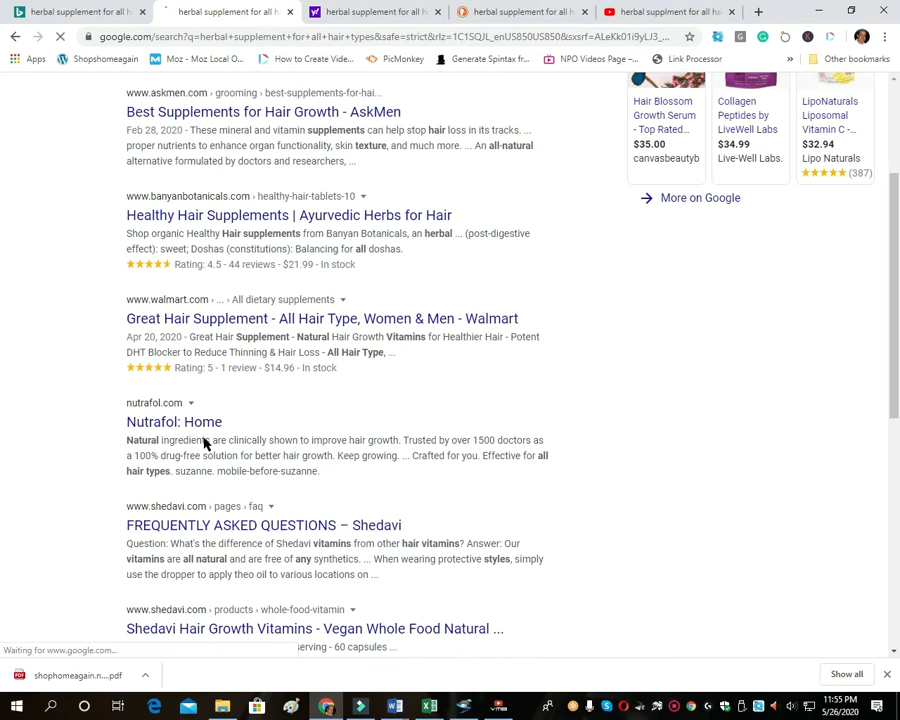 herbal supplement for all h
herbal supplement for all h
herbal supplement for all hair t
herbal supplement for all hair t
herbal supplement for all hair t
google.com/search?q=herbal+supplement+for+all+hair+types&safe=strict&rlz=1C1SQJL_enUS850US850&sxsrf=ALeKk01i9yLJ3_...
Apps
Shopshomeagain
Moz - Moz Local O...
How to Create Vide...
PicMonkey
Generate Spintax fr...
NPO Videos Page -...
Link Processor
Other bookmarks
www.askmen.com › grooming › best-supplements-for-hai...
Best Supplements for Hair Growth - AskMen
Feb 28, 2020 - These mineral and vitamin supplements can help stop hair loss in its tracks. ...
proper nutrients to enhance organ functionality, skin texture, and much more. ... An all-natural
alternative formulated by doctors and researchers, ...
www.banyanbotanicals.com › healthy-hair-tablets-10
Healthy Hair Supplements | Ayurvedic Herbs for Hair
Shop organic Healthy Hair supplements from Banyan Botanicals, an herbal ... (post-digestive
effect): sweet; Doshas (constitutions): Balancing for all doshas.
Rating: 4.5 - 44 reviews - $21.99 - In stock
www.walmart.com › ... › All dietary supplements
Great Hair Supplement - All Hair Type, Women & Men - Walmart
Apr 20, 2020 - Great Hair Supplement - Natural Hair Growth Vitamins for Healthier Hair - Potent
DHT Blocker to Reduce Thinning & Hair Loss - All Hair Type, ...
Rating: 5 - 1 review - $14.96 - In stock
nutrafol.com
Nutrafol: Home
Natural ingredients are clinically shown to improve hair growth. Trusted by over 1500 doctors as
a 100% drug-free solution for better hair growth. Keep growing. ... Crafted for you. Effective for all
hair types. suzanne. mobile-before-suzanne.
www.shedavi.com › pages › faq
FREQUENTLY ASKED QUESTIONS – Shedavi
Question: What's the difference of Shedavi vitamins from other hair vitamins? Answer: Our
vitamins are all natural and are free of any synthetics. ... When wearing protective styles, simply
use the dropper to apply theo oil to various locations on ...
www.shedavi.com › products › whole-food-vitamin
Shedavi Hair Growth Vitamins - Vegan Whole Food Natural ...
serving - 60 capsules ...
Hair Blossom
Growth Serum
- Top Rated...
$35.00
canvasbeautyb
Collagen
Peptides by
LiveWell Labs
$34.99
Live-Well Labs.
LipoNaturals
Liposomal
Vitamin C -...
$32.94
Lipo Naturals
(387)
More on Google
Waiting for www.google.com...
shophomeagain.n....pdf
Show all
11:55 PM
5/26/2020